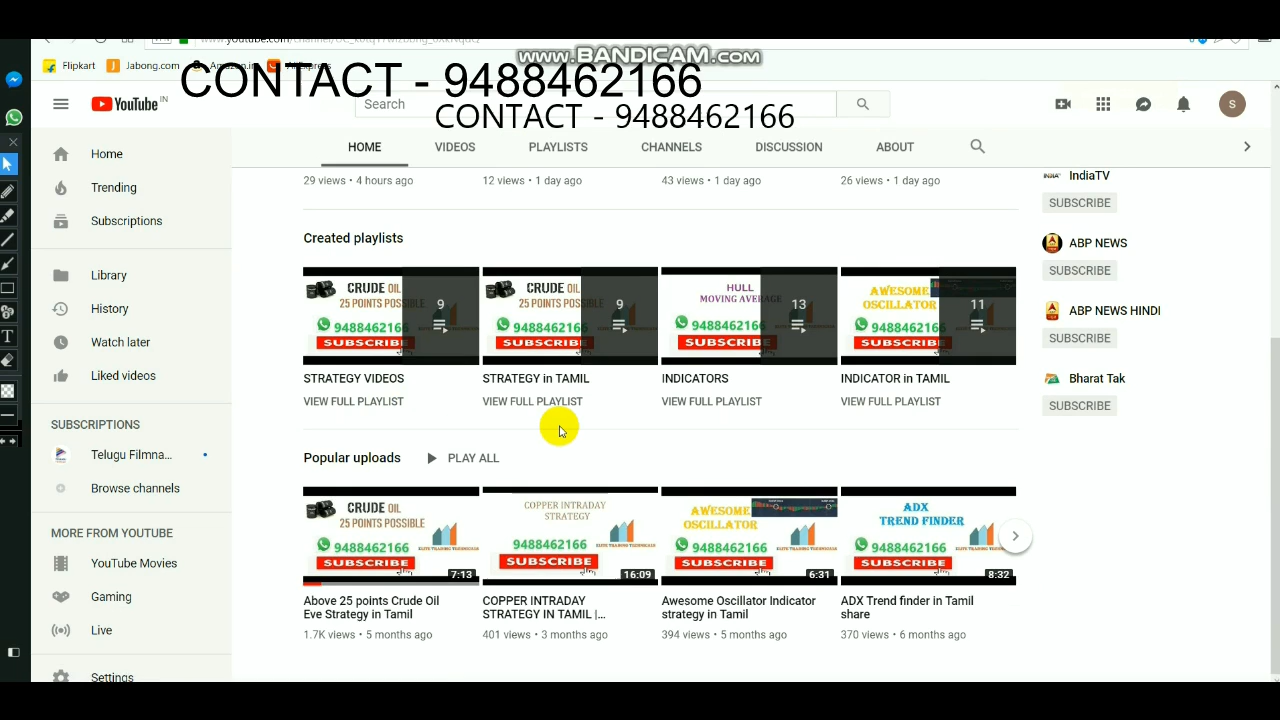 www.BANDICAM.com
Flipkart
Jabong.com
Amazon.in
CONTACT - 9488462166
CONTACT - 9488462166
YouTube IN
Search
S
HOME
VIDEOS
PLAYLISTS
CHANNELS
DISCUSSION
ABOUT
Home
Trending
Subscriptions
Library
History
Watch later
Liked videos
SUBSCRIPTIONS
Telugu Filmna...
Browse channels
MORE FROM YOUTUBE
YouTube Movies
Gaming
Live
Settings
29 views • 4 hours ago
12 views • 1 day ago
43 views • 1 day ago
26 views • 1 day ago
Created playlists
CRUDE OIL
25 POINTS POSSIBLE
9488462166
SUBSCRIBE
9
STRATEGY VIDEOS
VIEW FULL PLAYLIST
CRUDE OIL
25 POINTS POSSIBLE
9488462166
SUBSCRIBE
9
STRATEGY in TAMIL
VIEW FULL PLAYLIST
HULL
MOVING AVERAGE
9488462166
SUBSCRIBE
13
INDICATORS
VIEW FULL PLAYLIST
AWESOME
OSCILLATOR
9488462166
SUBSCRIBE
11
INDICATOR in TAMIL
VIEW FULL PLAYLIST
Popular uploads
PLAY ALL
CRUDE OIL
25 POINTS POSSIBLE
9488462166
ELITE TRADING TECHNIQUES
SUBSCRIBE
7:13
Above 25 points Crude Oil
Eve Strategy in Tamil
1.7K views • 5 months ago
COPPER INTRADAY
STRATEGY
9488462166
SUBSCRIBE
16:09
COPPER INTRADAY
STRATEGY IN TAMIL |...
401 views • 3 months ago
AWESOME
OSCILLATOR
9488462166
SUBSCRIBE
6:31
Awesome Oscillator Indicator
strategy in Tamil
394 views • 5 months ago
ADX
TREND FINDER
9488462166
SUBSCRIBE
8:32
ADX Trend finder in Tamil
share
370 views • 6 months ago
IndiaTV
SUBSCRIBE
ABP NEWS
SUBSCRIBE
ABP NEWS HINDI
SUBSCRIBE
Bharat Tak
SUBSCRIBE